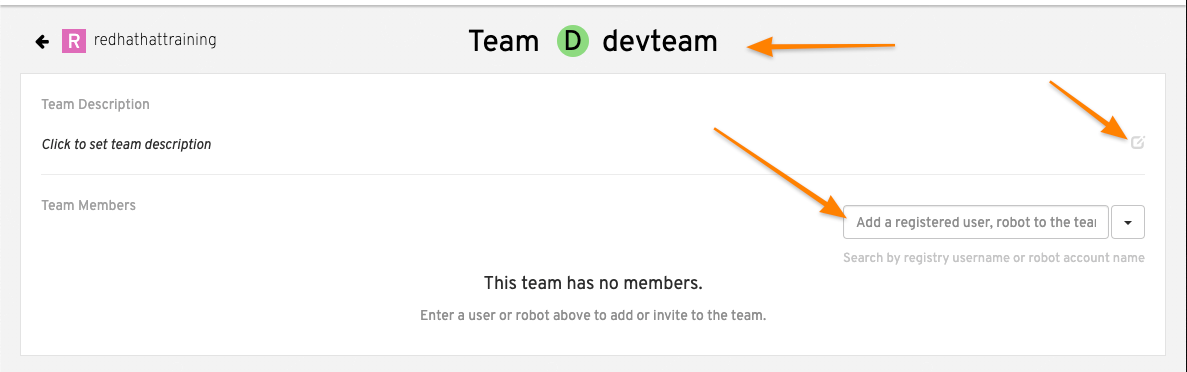 R redhathattraining
Team D devteam
Team Description
Click to set team description
Team Members
Add a registered user, robot to the tea
Search by registry username or robot account name
This team has no members.
Enter a user or robot above to add or invite to the team.